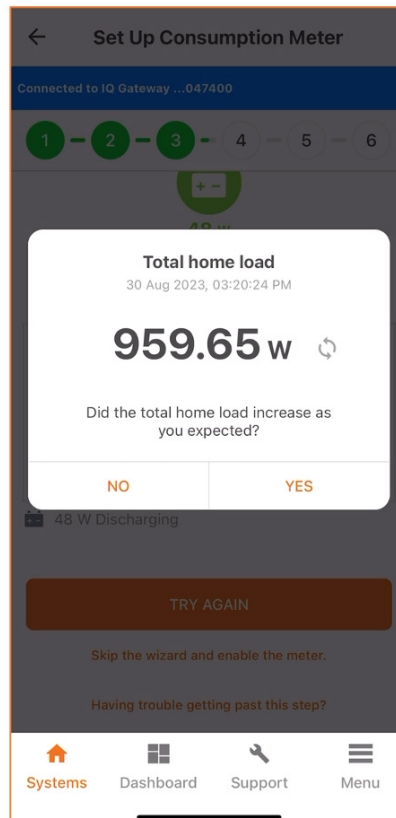 Set Up Consumption Meter
Connected to IQ Gateway ...047400
1 2 3 4 5 6
48 W
Total home load
30 Aug 2023, 03:20:24 PM
959.65 W
Did the total home load increase as
you expected?
NO YES
48 W Discharging
TRY AGAIN
Skip the wizard and enable the meter.
Having trouble getting past this step?
Systems Dashboard Support Menu